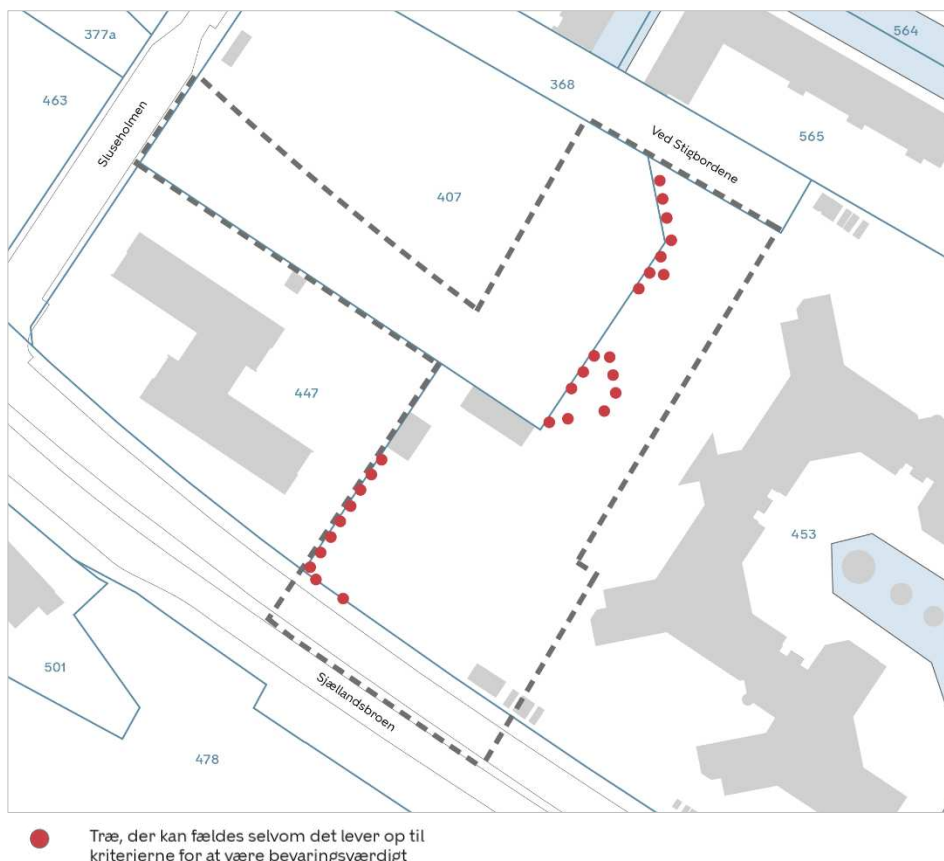 377a
564
463
368
Sluseholmen
Ved Stigbordene
565
407
447
453
501
Sjællandsbroen
478
Træ, der kan fældes selvom det lever op til
kriterierne for at være bevaringsværdigt